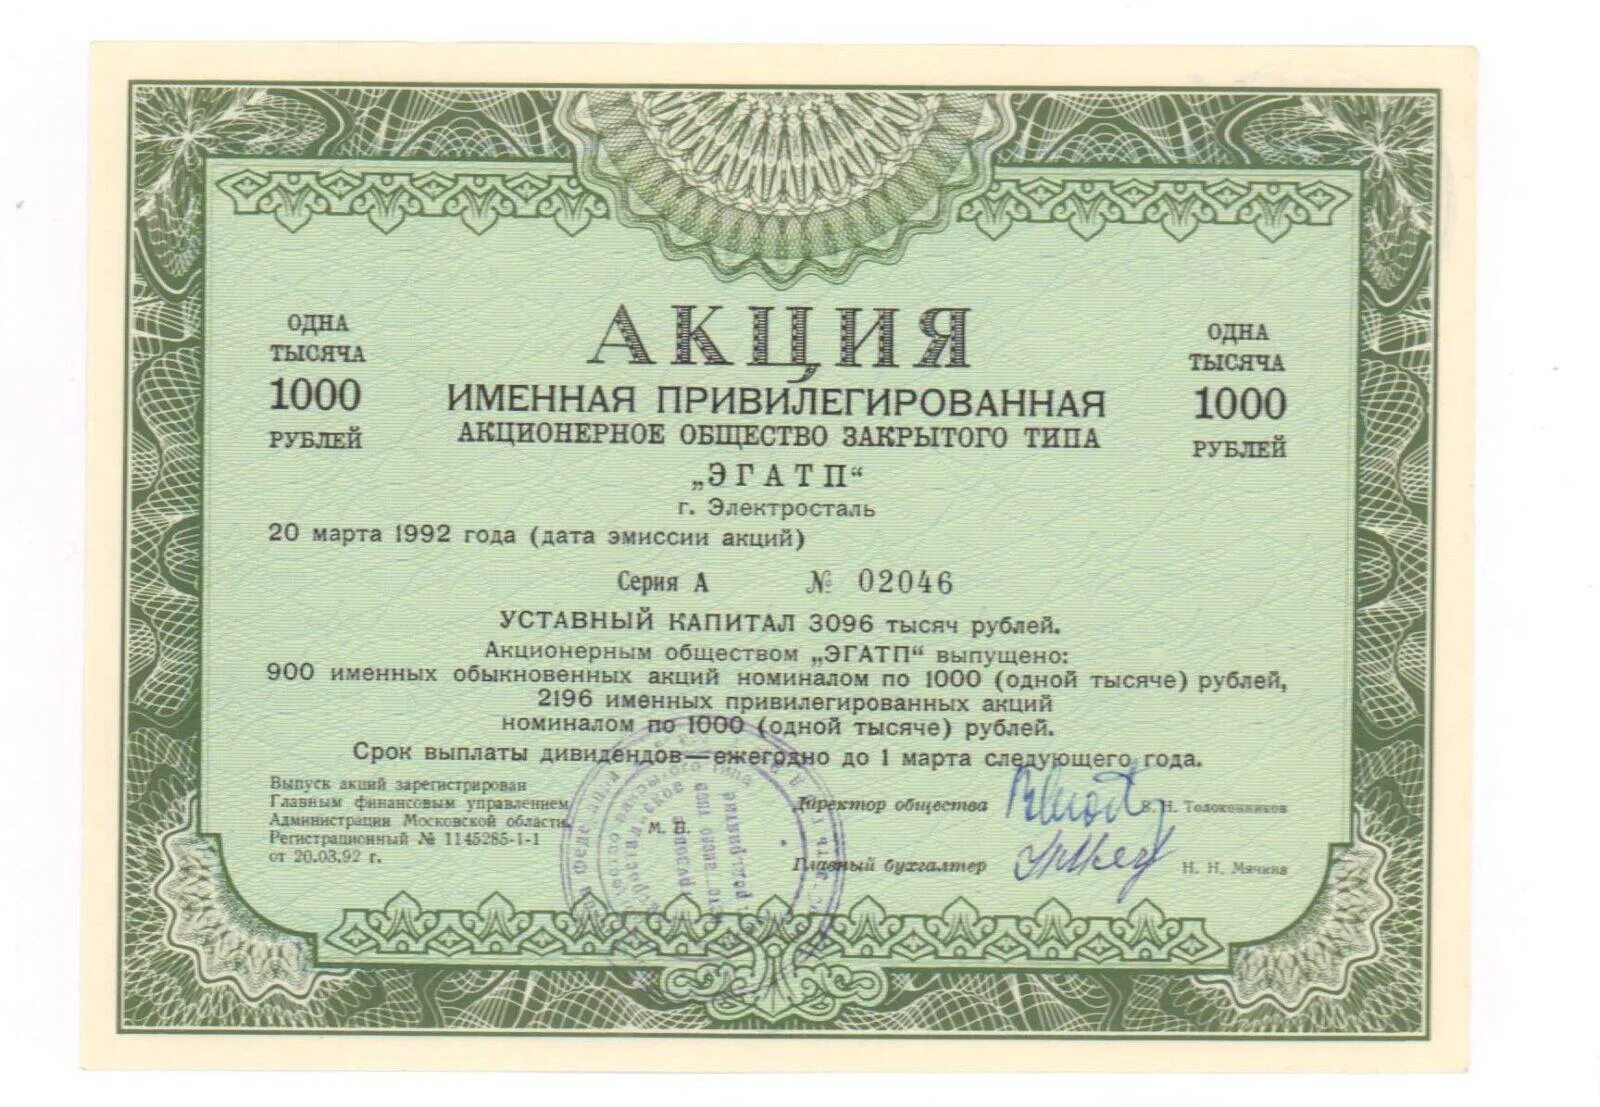 ОДНА
ТЫСЯЧА
1000
РУБЛЕЙ
АКЦИЯ
ИМЕННАЯ ПРИВИЛЕГИРОВАННАЯ
АКЦИОНЕРНОЕ ОБЩЕСТВО ЗАКРЫТОГО ТИПА
„ЭГАТП“
г. Электросталь
ОДНА
ТЫСЯЧА
1000
РУБЛЕЙ
20 марта 1992 года (дата эмиссии акций)
Серия А № 02046
УСТАВНЫЙ КАПИТАЛ 3096 тысяч рублей.
Акционерным обществом „ЭГАТП“ выпущено:
900 именных обыкновенных акций номиналом по 1000 (одной тысяче) рублей,
2196 именных привилегированных акций
номиналом по 1000 (одной тысяче) рублей.
Срок выплаты дивидендов—ежегодно до 1 марта следующего года.
Выпуск акций зарегистрирован
Главным финансовым управлением
Администрации Московской области.
Регистрационный № 1145285-1-1
от 20.03.92 г.
М. П.
Директор общества В. Н. Толоконников
Главный бухгалтер Н. Н. Мячина